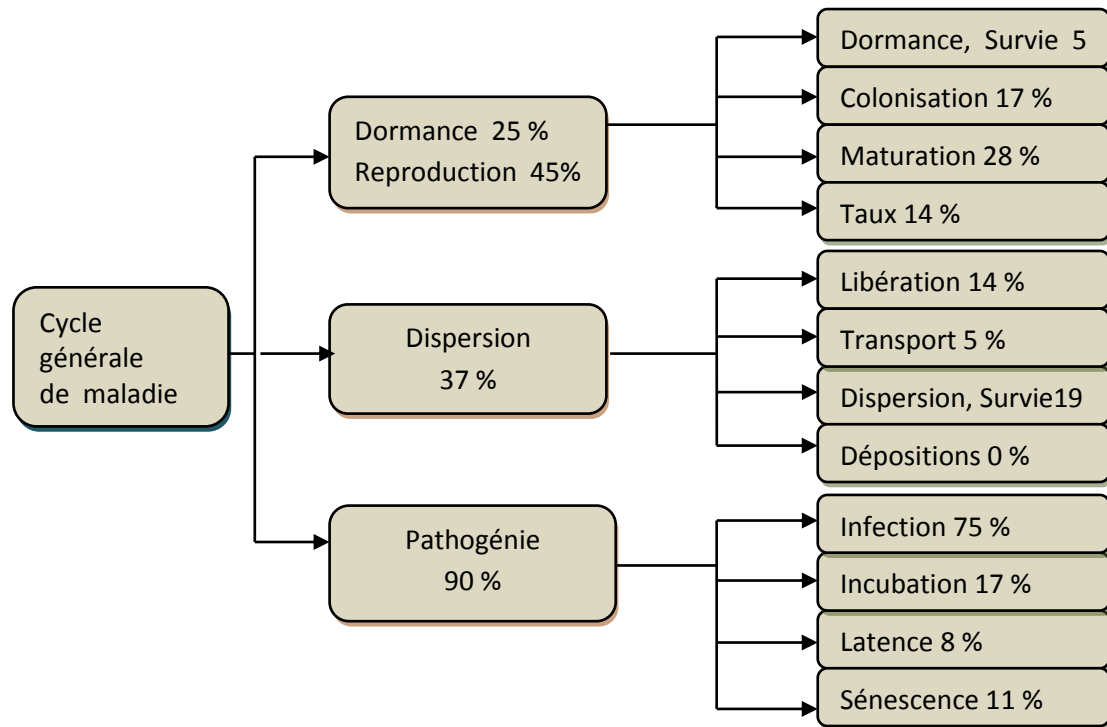 Cycle
générale
de maladie
Dormance 25 %
Reproduction 45%
Dispersion
37 %
Pathogénie
90 %
Dormance, Survie 5
Colonisation 17 %
Maturation 28 %
Taux 14 %
Libération 14 %
Transport 5 %
Dispersion, Survie19
Dépositions 0 %
Infection 75 %
Incubation 17 %
Latence 8 %
Sénescence 11 %